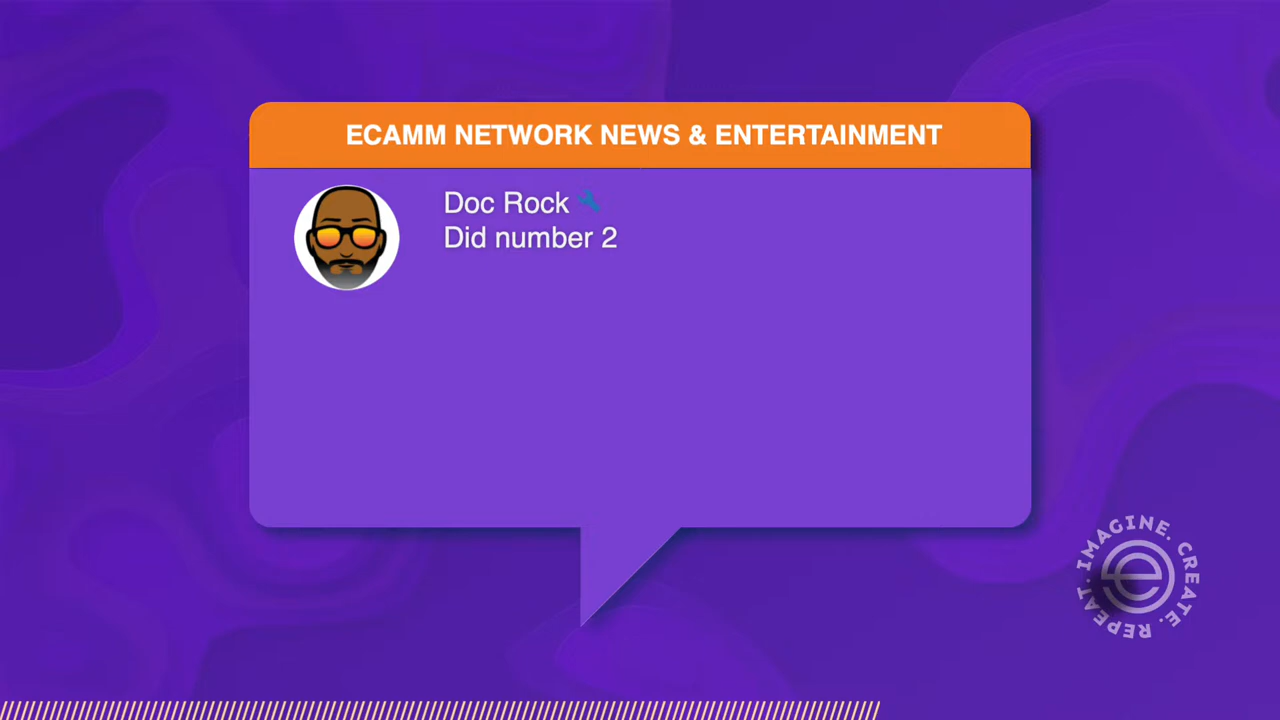 ECAMM NETWORK NEWS & ENTERTAINMENT
Doc Rock
Did number 2
IMAGINE. CREATE. REPEAT.